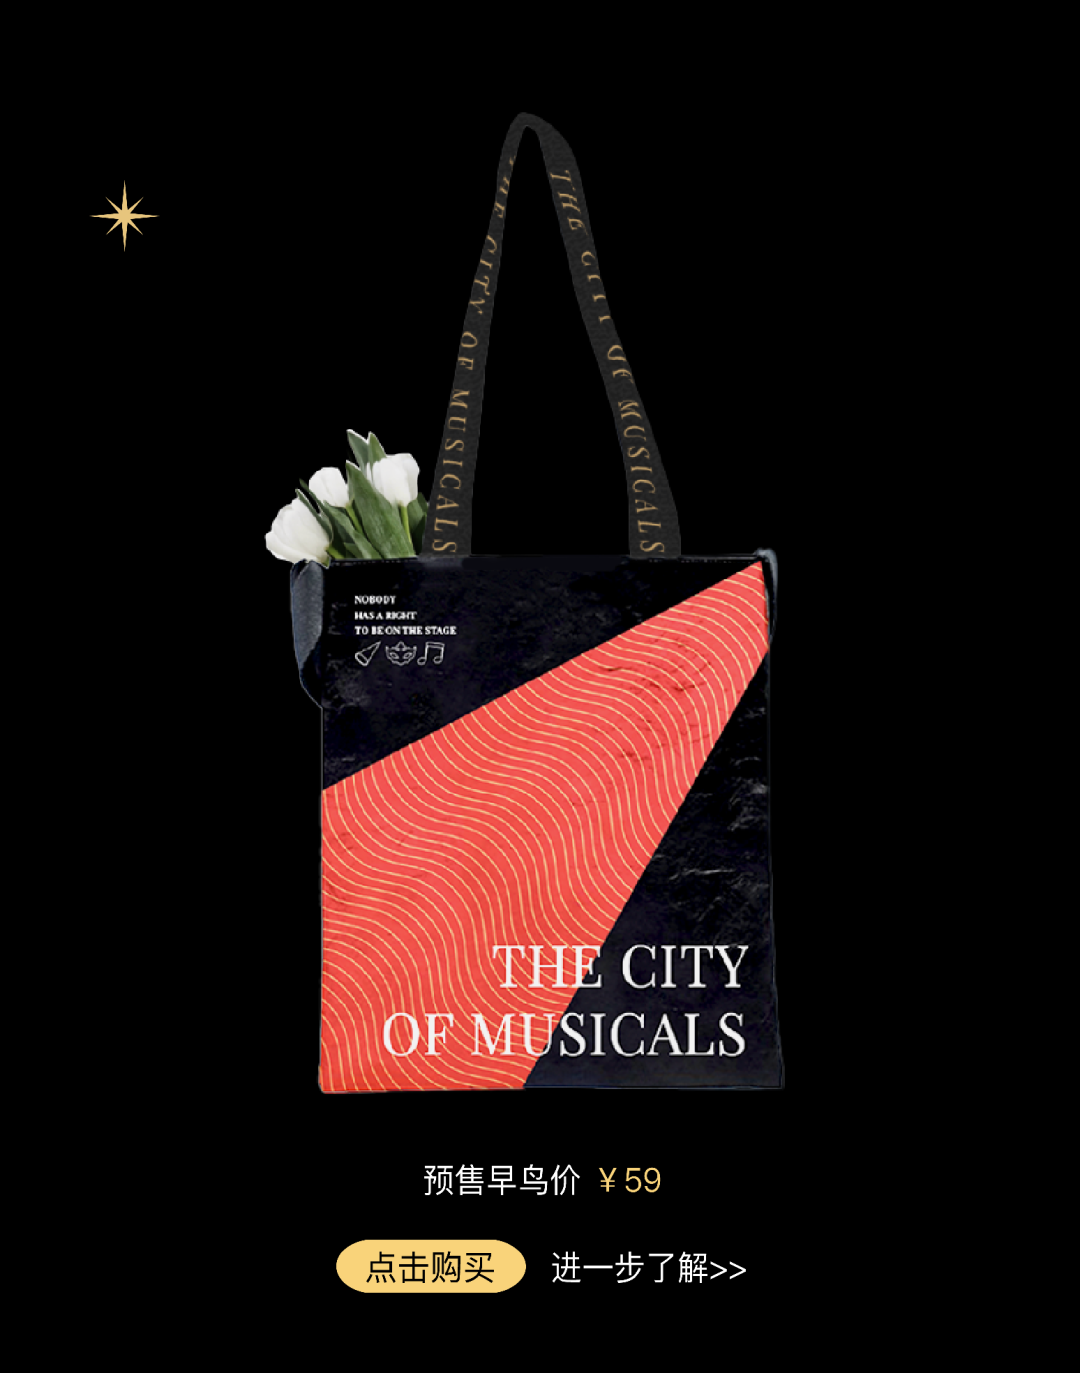 THE CITY OF MUSICALS
THE CITY OF MUSICALS
NOBODY
HAS A RIGHT
TO BE ON THE STAGE
THE CITY
OF MUSICALS
预售早鸟价 ¥59
点击购买 进一步了解>>